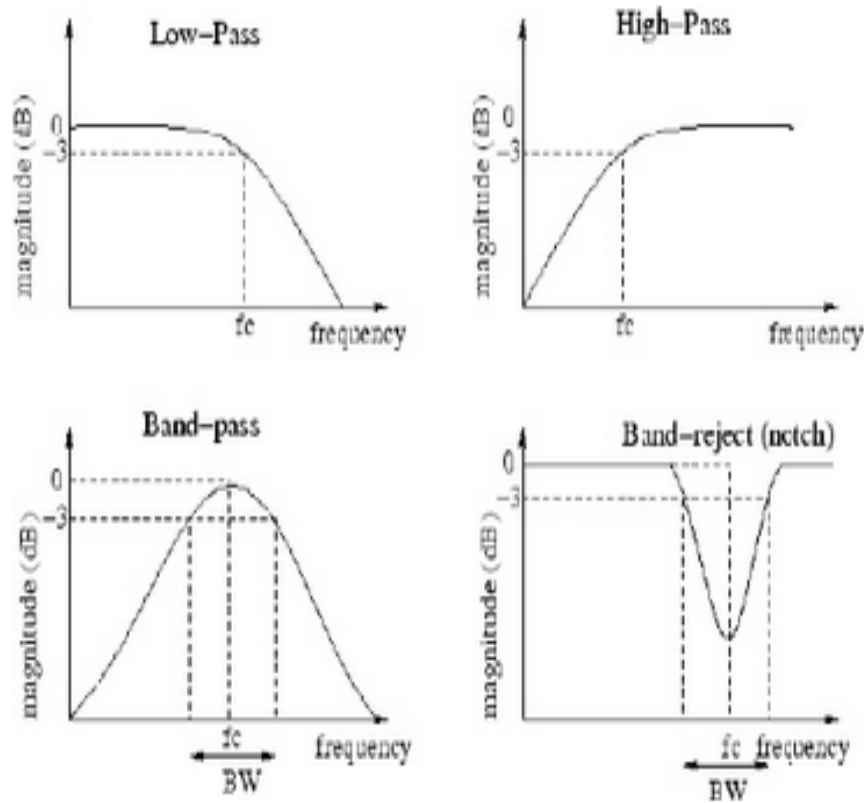 Low-Pass
magnitude (dB)
0
-3
fc
frequency
High-Pass
magnitude (dB)
0
-3
fc
frequency
Band-pass
magnitude (dB)
0
-3
fc
frequency
BW
Band-reject (notch)
magnitude (dB)
0
-3
fc
frequency
BW